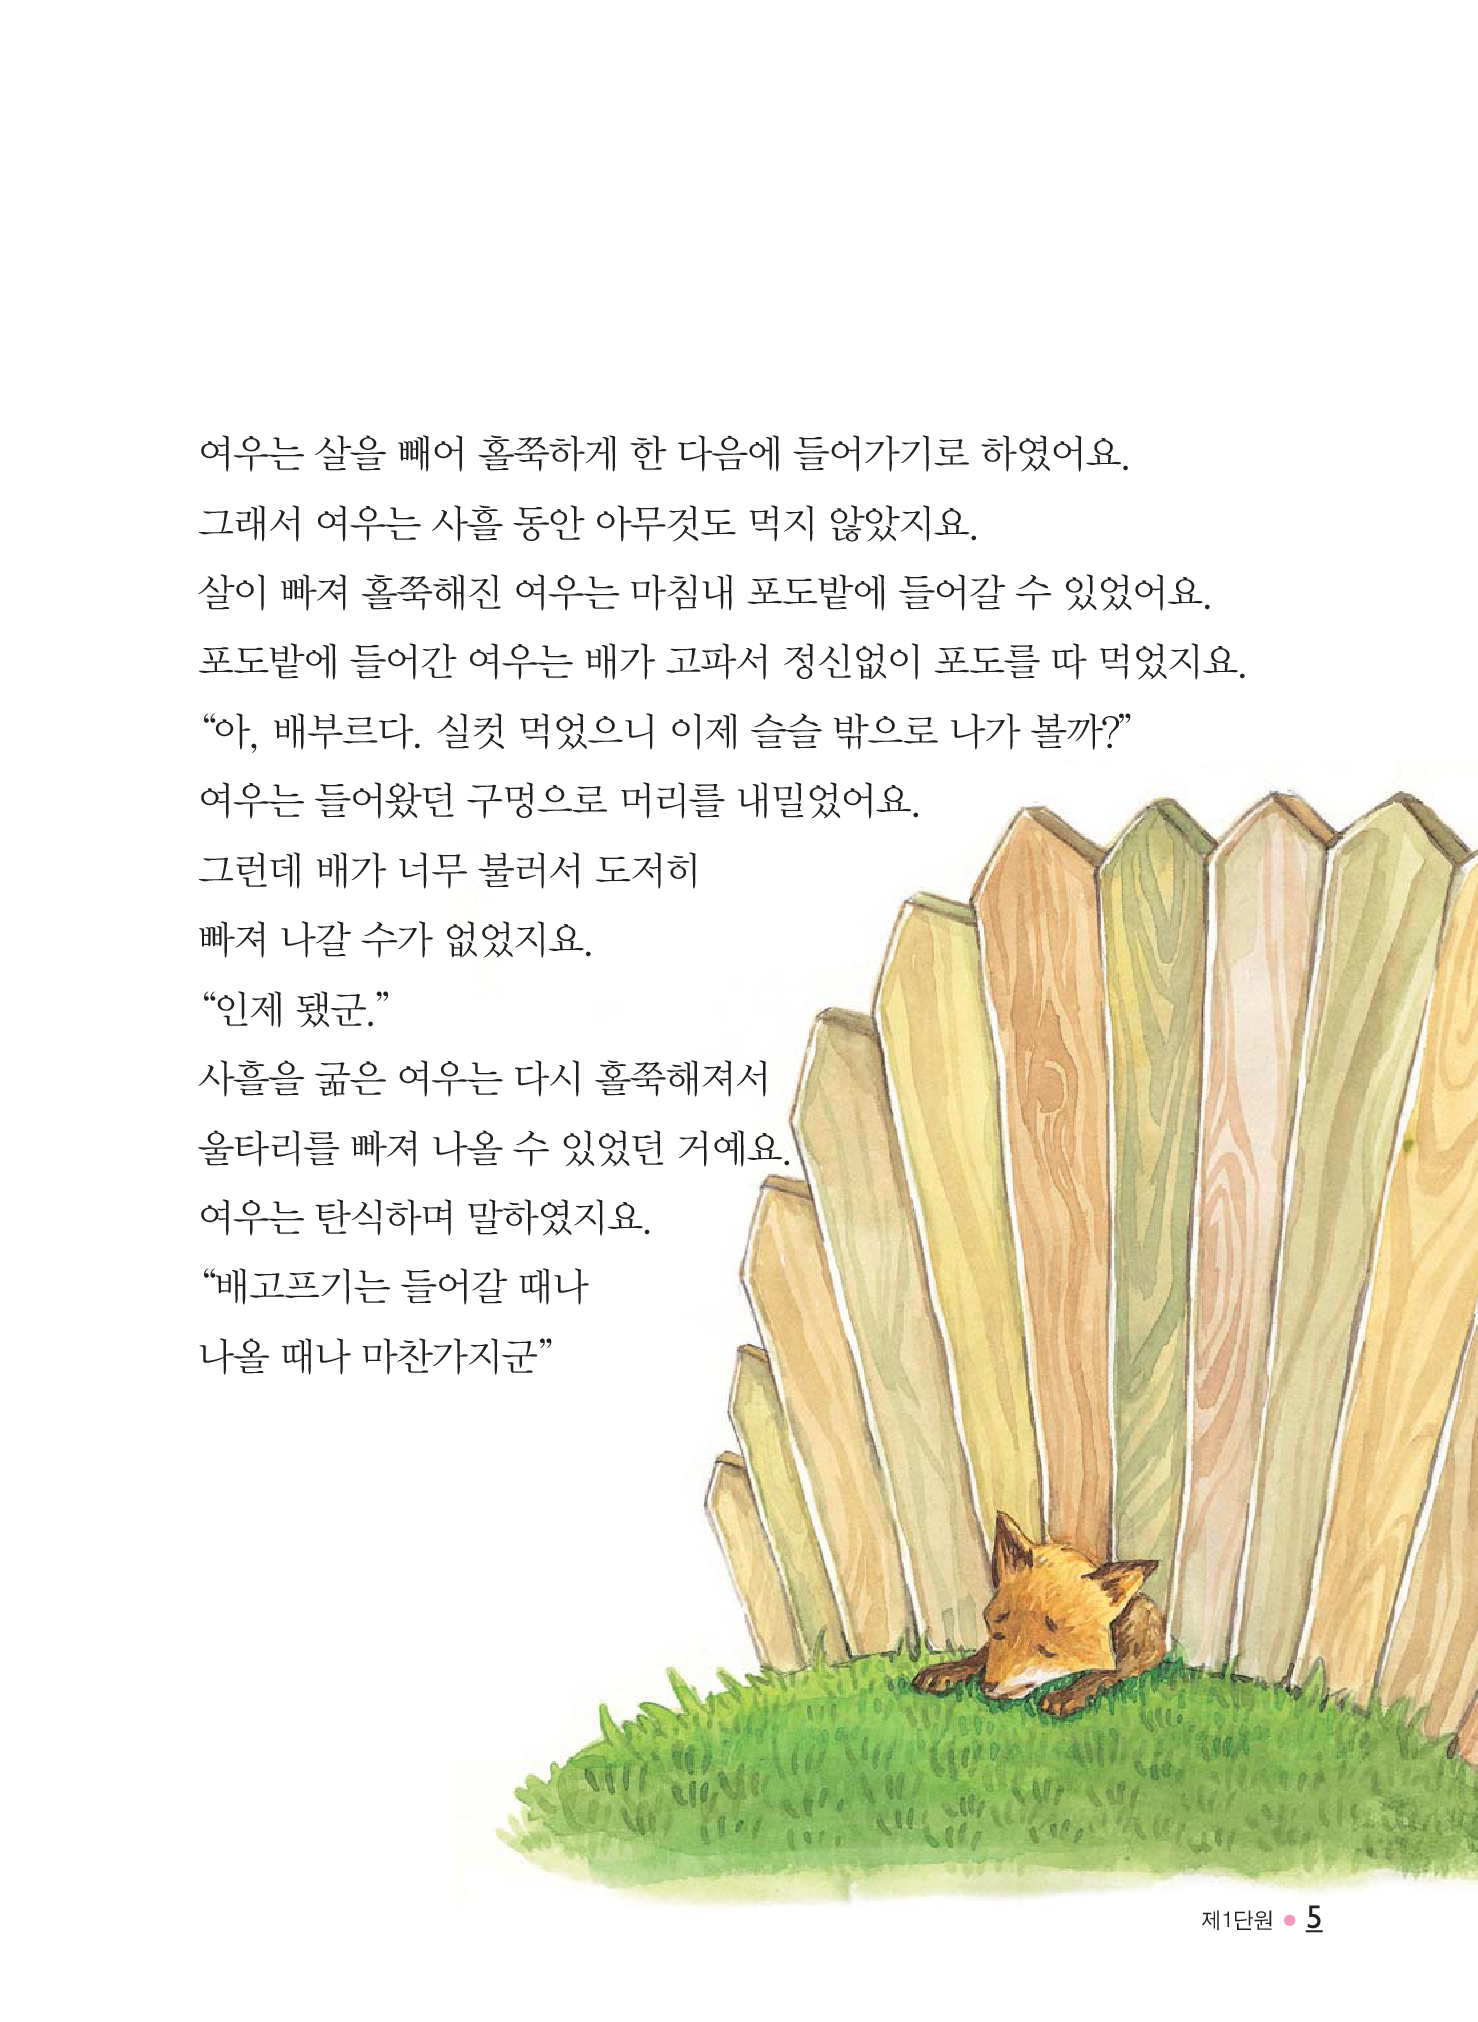 여우는 살을 빼어 홀쭉하게 한 다음에 들어가기로 하였어요.
그래서 여우는 사흘 동안 아무것도 먹지 않았지요.
살이 빠져 홀쭉해진 여우는 마침내 포도밭에 들어갈 수 있었어요.
포도밭에 들어간 여우는 배가 고파서 정신없이 포도를 따 먹었지요.
“아, 배부르다. 실컷 먹었으니 이제 슬슬 밖으로 나가 볼까?”
여우는 들어왔던 구멍으로 머리를 내밀었어요.
그런데 배가 너무 불러서 도저히
빠져 나갈 수가 없었지요.
“인제 됐군.”
사흘을 굶은 여우는 다시 홀쭉해져서
울타리를 빠져 나올 수 있었던 거예요.
여우는 탄식하며 말하였지요.
“배고프기는 들어갈 때나
나올 때나 마찬가지군”
제1단원 ● 5